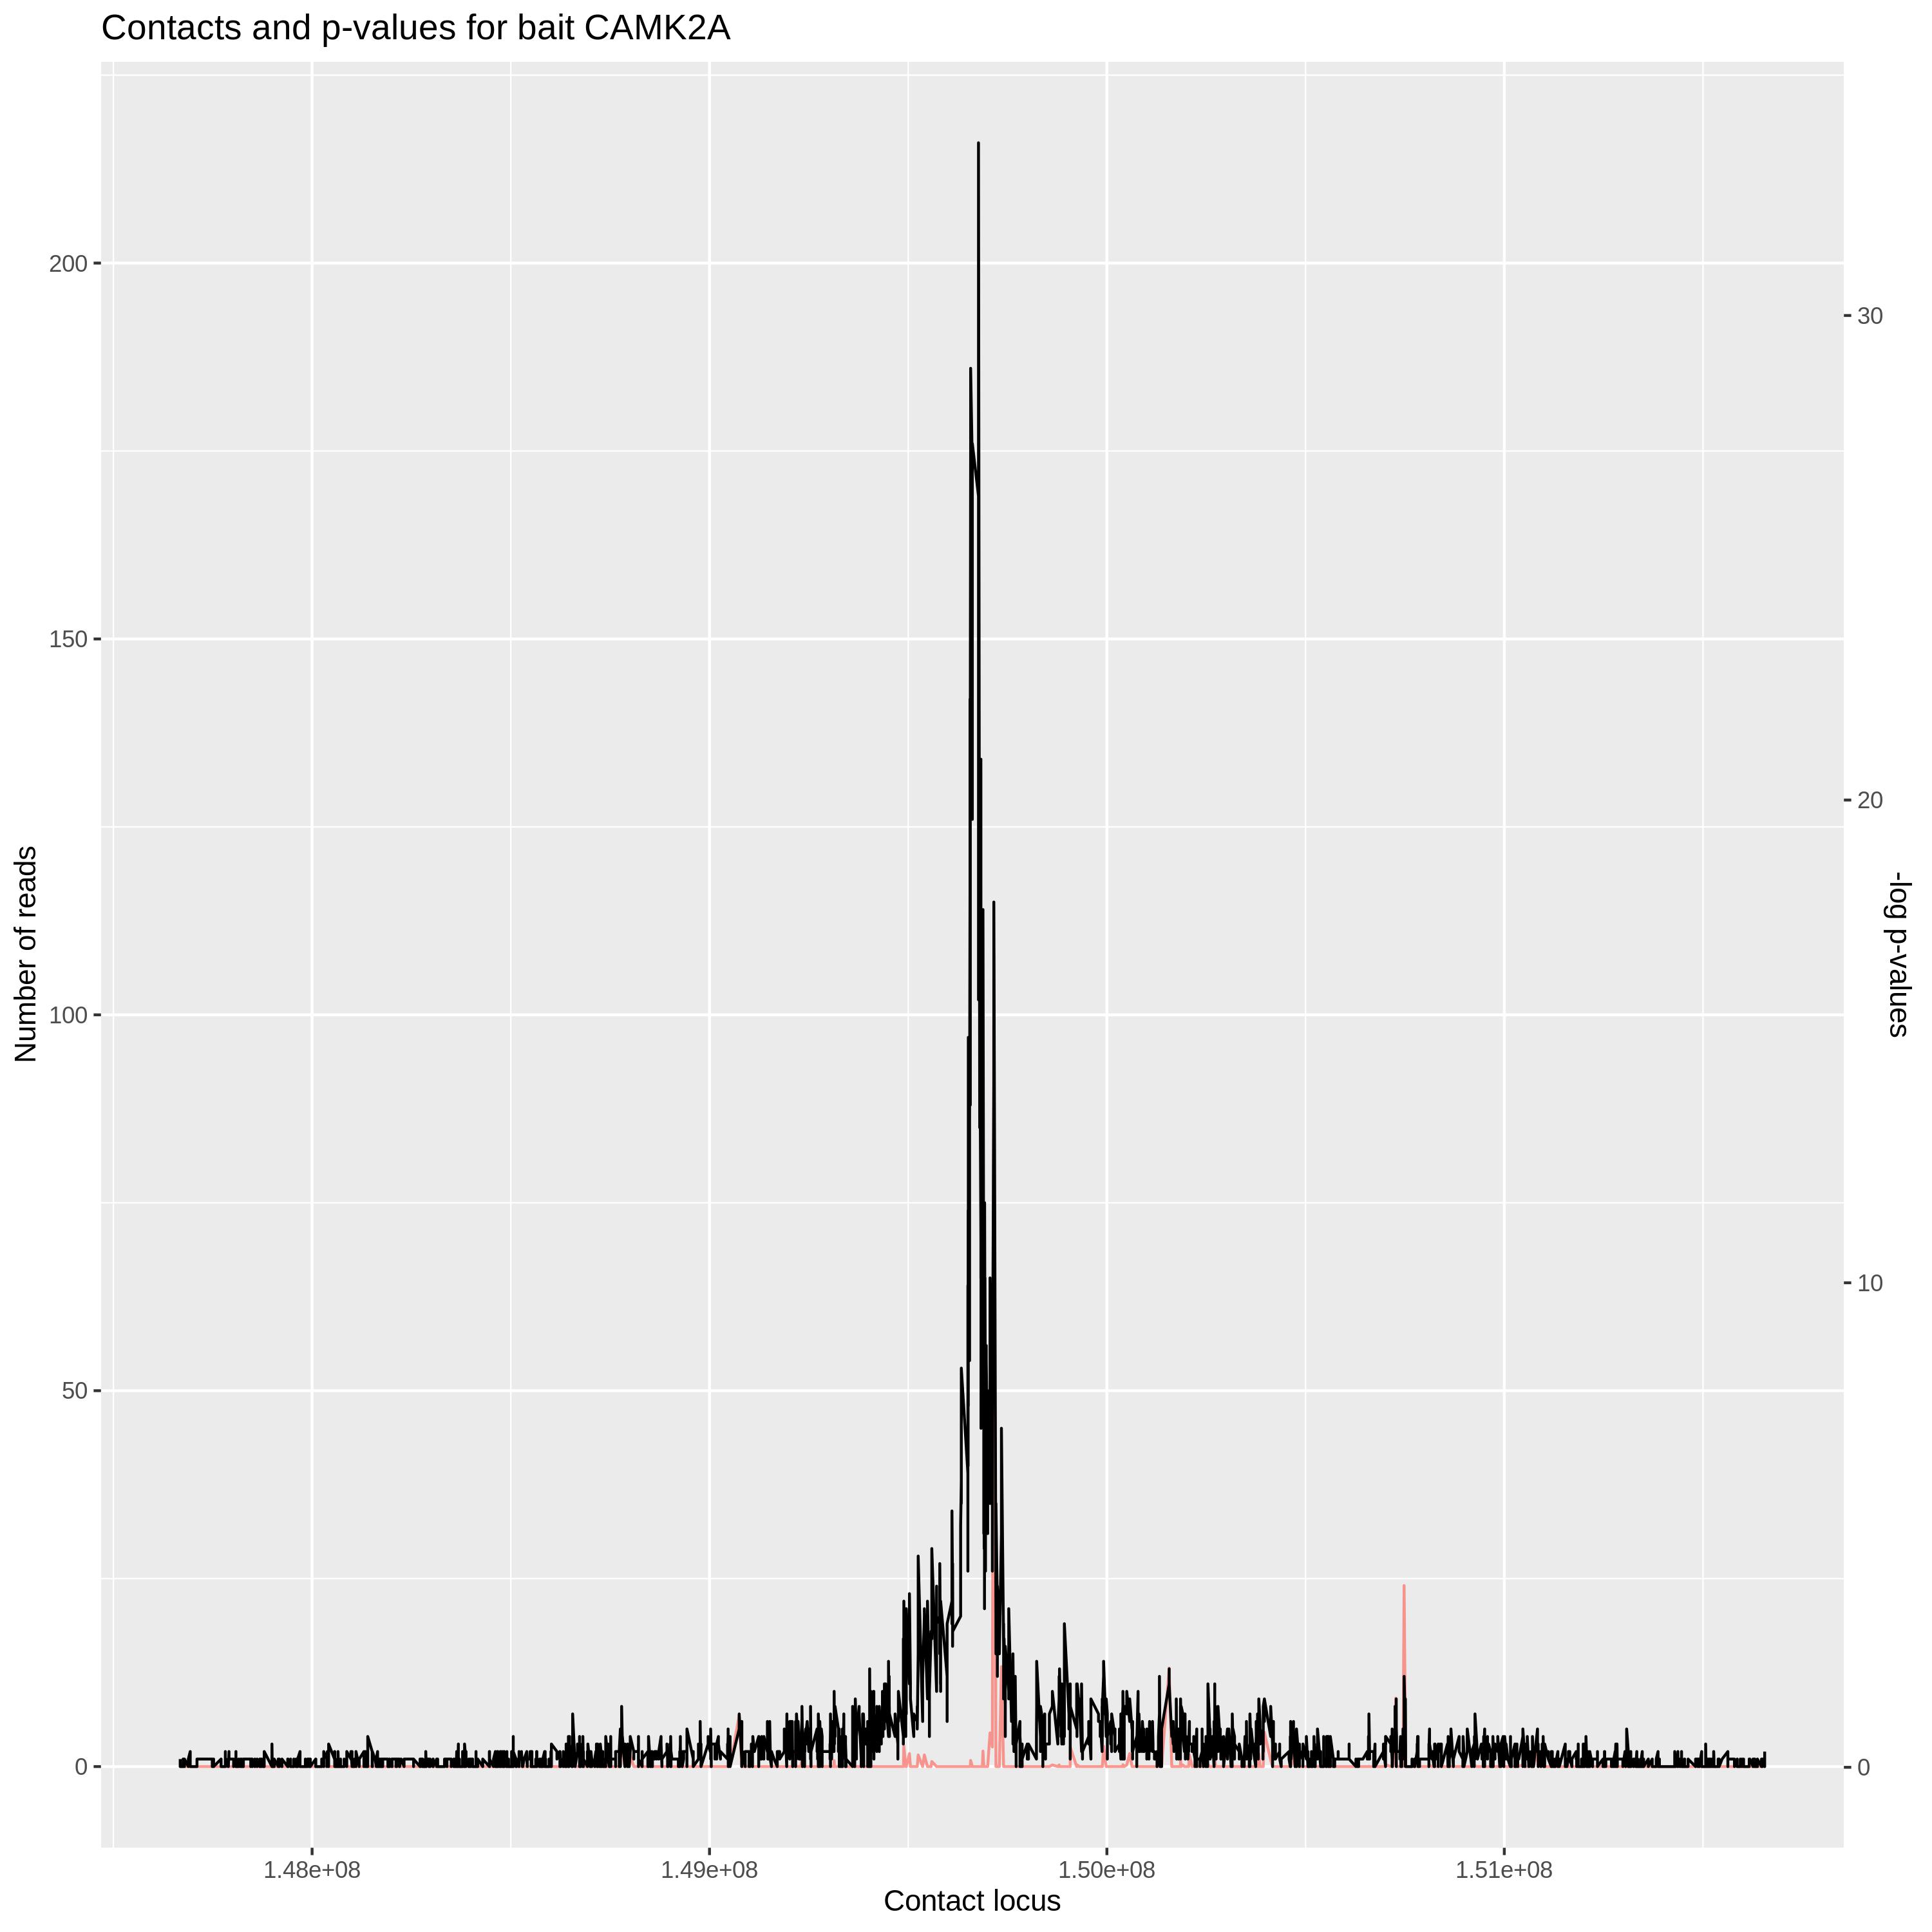 Contacts and p-values for bait CAMK2A
200
150
100
50
0
Number of reads
30
20
10
0
-log p-values
1.48e+08
1.49e+08
1.50e+08
1.51e+08
Contact locus